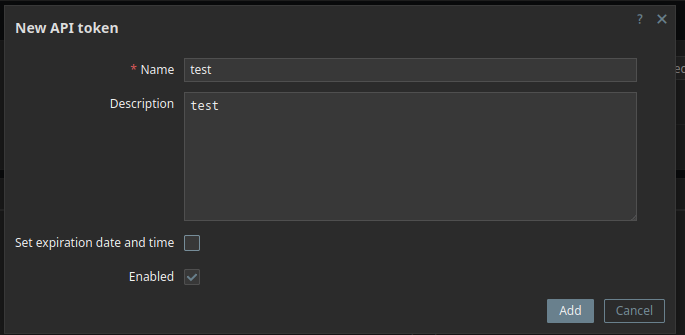 New API token
?
* Name test
Description test
Set expiration date and time
Enabled
Add Cancel